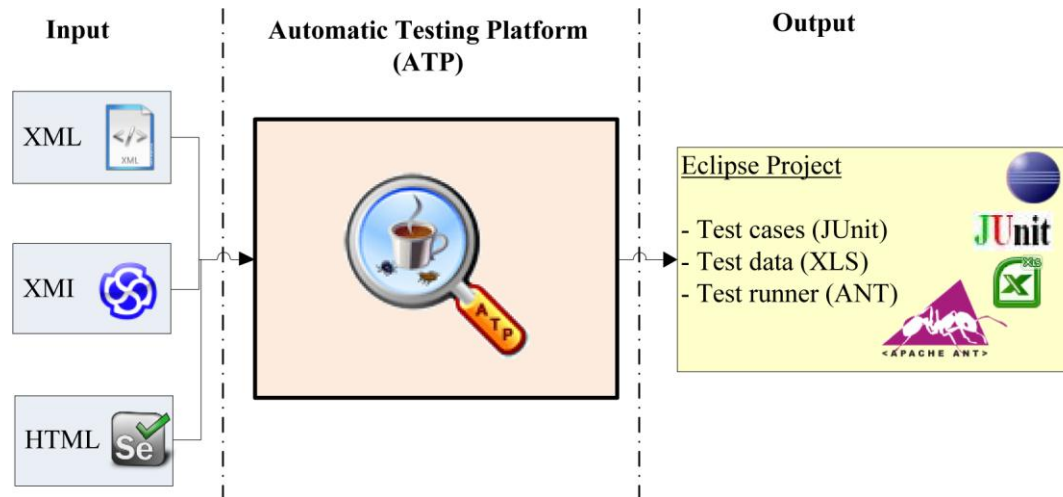 Input
Automatic Testing Platform
(ATP)
Output
XML
</>
XML
XMI
HTML
Se
ATP
Eclipse Project
- Test cases (JUnit)
- Test data (XLS)
- Test runner (ANT)
JUnit
XLS
X
<APACHE ANT>